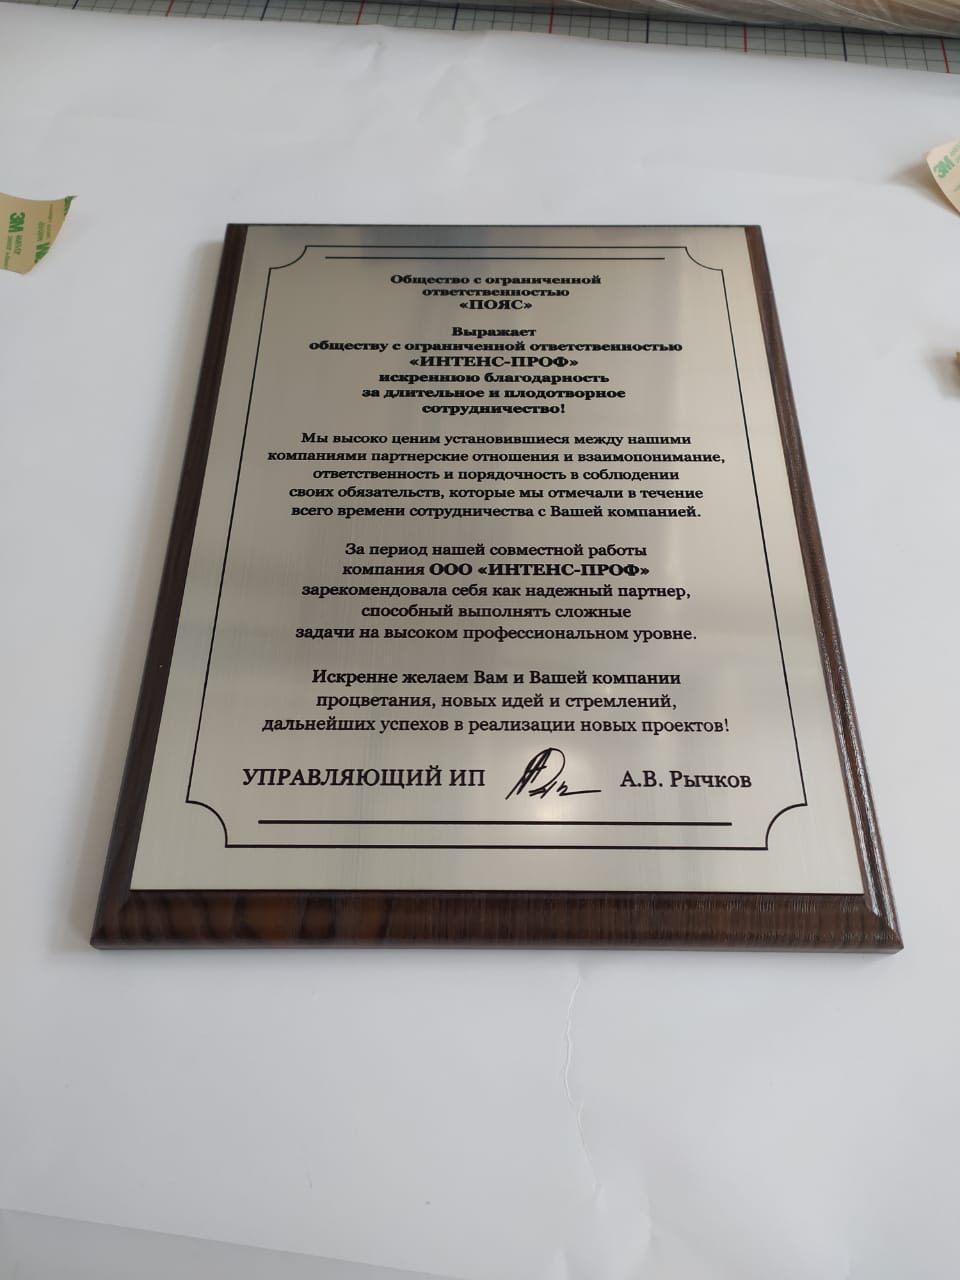 Общество с ограниченной
ответственностью
«ПОЯС»
Выражает
обществу с ограниченной ответственностью
«ИНТЕНС-ПРОФ»
искреннюю благодарность
за длительное и плодотворное
сотрудничество!
Мы высоко ценим установившиеся между нашими
компаниями партнерские отношения и взаимопонимание,
ответственность и порядочность в соблюдении
своих обязательств, которые мы отмечали в течение
всего времени сотрудничества с Вашей компанией.
За период нашей совместной работы
компания ООО «ИНТЕНС-ПРОФ»
зарекомендовала себя как надежный партнер,
способный выполнять сложные
задачи на высоком профессиональном уровне.
Искренне желаем Вам и Вашей компании
процветания, новых идей и стремлений,
дальнейших успехов в реализации новых проектов!
УПРАВЛЯЮЩИЙ ИП А.В. Рычков
3M
3M